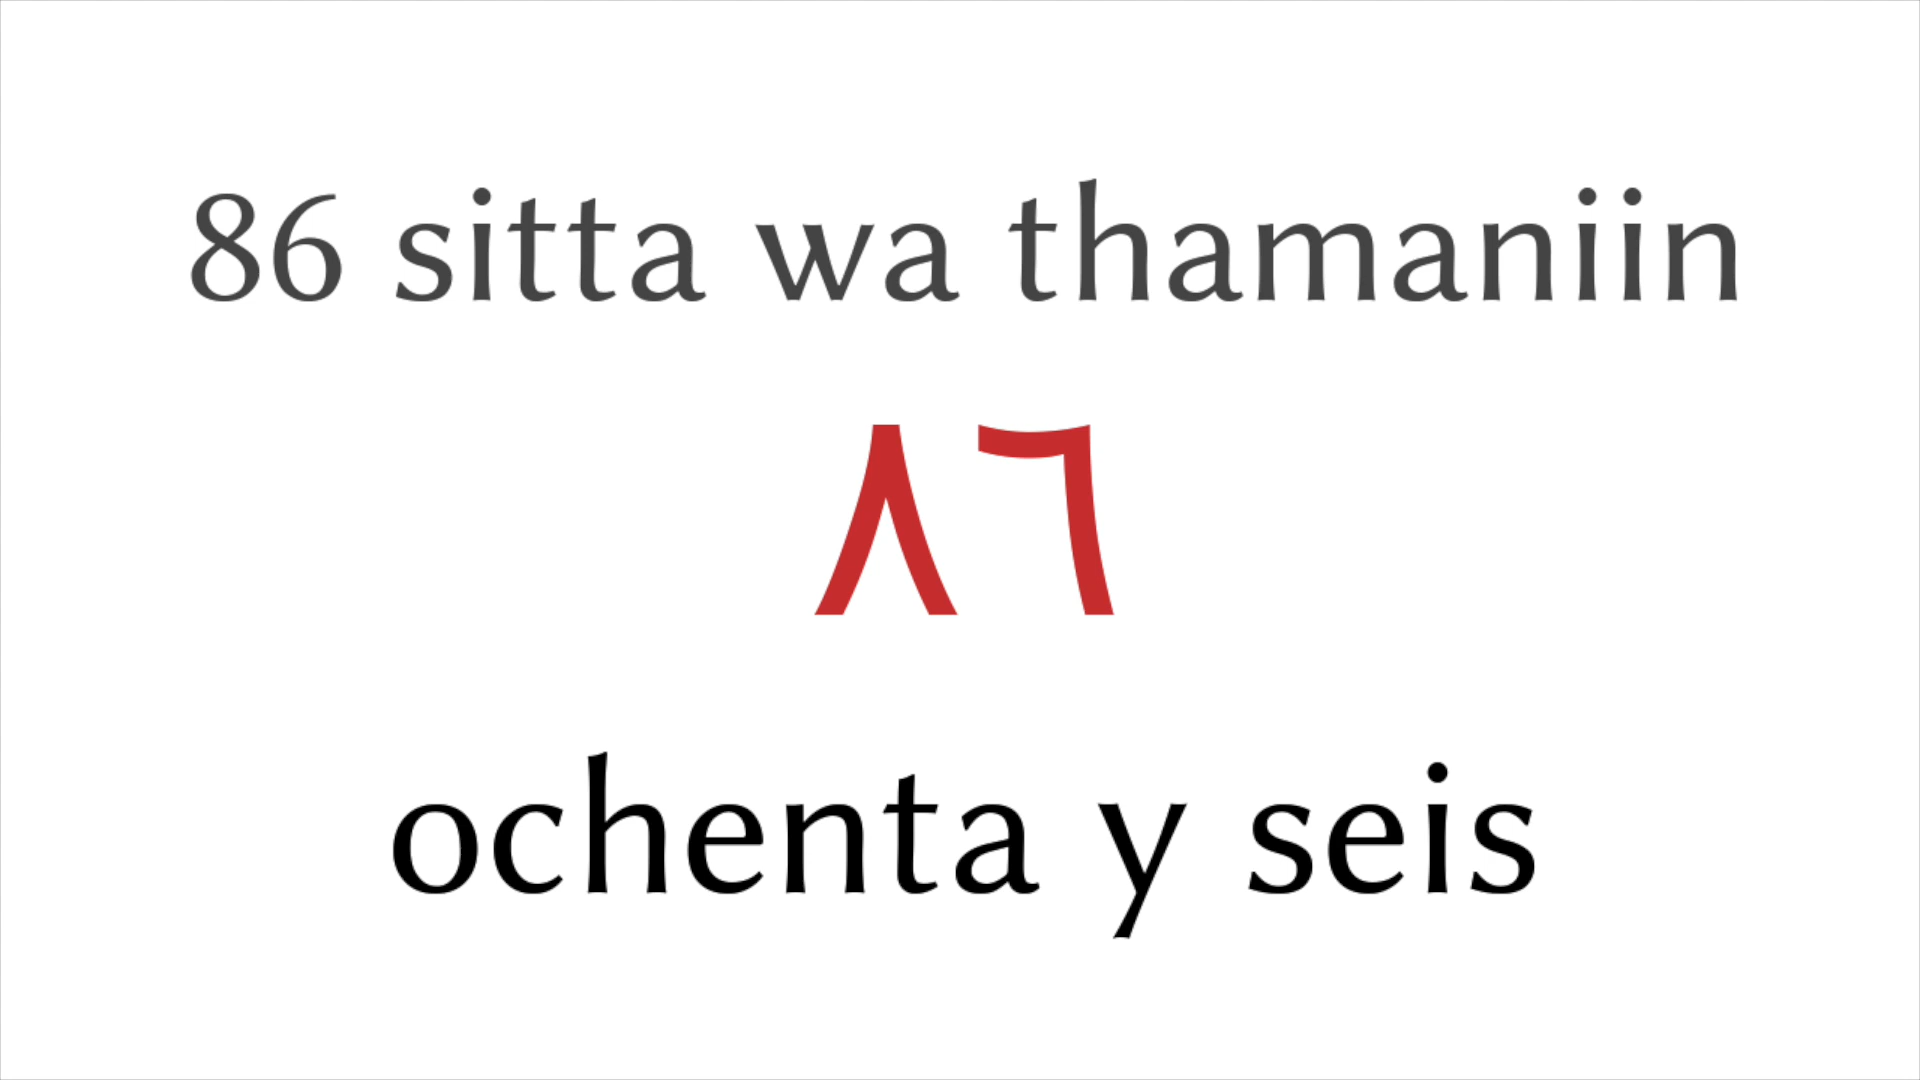 86 sitta wa thamaniin
٨٦
ochenta y seis